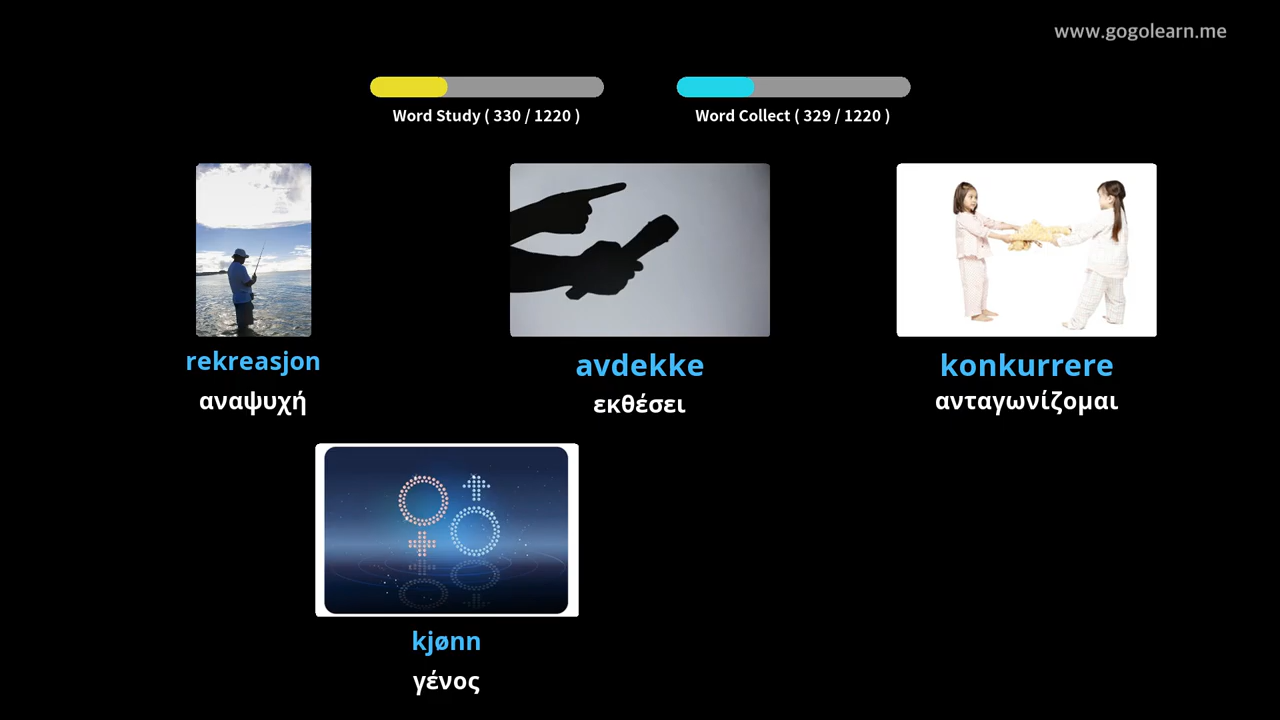 www.gogolearn.me
Word Study ( 330 / 1220 )
Word Collect ( 329 / 1220 )
rekreasjon
αναψυχή
avdekke
εκθέσει
konkurrere
ανταγωνίζομαι
kjønn
γένος